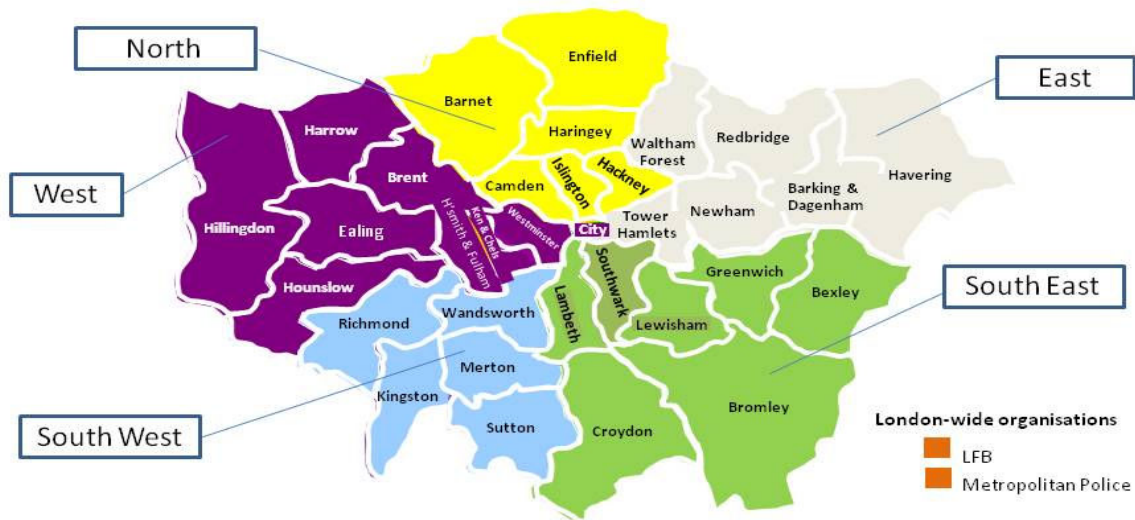 North
Enfield
East
Barnet
Harrow
Haringey
Waltham
Forest
Redbridge
West
Brent
Camden
Islington
Hackney
Barking &
Dagenham
Havering
Hillingdon
Ealing
H'smith & Fulham
Ken & Chels
Westminster
City
Tower
Hamlets
Newham
Hounslow
Southwark
Greenwich
Bexley
South East
Richmond
Wandsworth
Lambeth
Lewisham
Merton
Kingston
Bromley
South West
Sutton
Croydon
London-wide organisations
LFB
Metropolitan Police